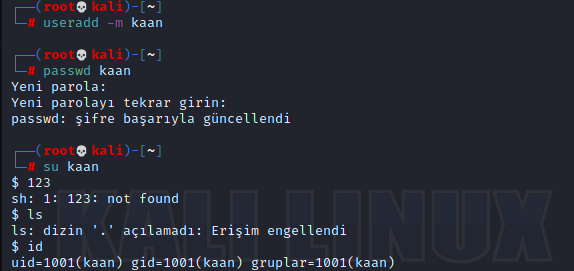 ┌──(root💀kali)-[~]
└─# useradd -m kaan

┌──(root💀kali)-[~]
└─# passwd kaan
Yeni parola:
Yeni parolayı tekrar girin:
passwd: şifre başarıyla güncellendi

┌──(root💀kali)-[~]
└─# su kaan
$ 123
sh: 1: 123: not found
$ ls
ls: dizin '.' açılamadı: Erişim engellendi
$ id
uid=1001(kaan) gid=1001(kaan) gruplar=1001(kaan)
KALI LINUX